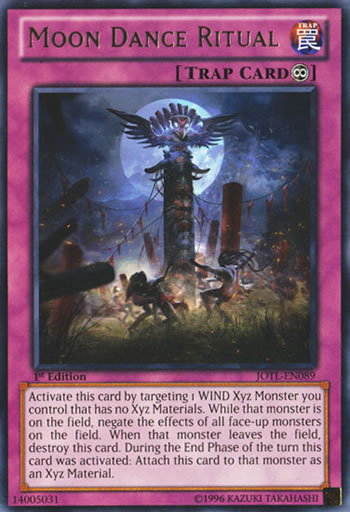 MOON DANCE RITUAL
TRAP
罠
[TRAP CARD]
1st Edition
JOTL-EN089
Activate this card by targeting 1 WIND Xyz Monster you
control that has no Xyz Materials. While that monster is
on the field, negate the effects of all face-up monsters
on the field. When that monster leaves the field,
destroy this card. During the End Phase of the turn this
card was activated: Attach this card to that monster as
an Xyz Material.
14005031
©1996 KAZUKI TAKAHASHI